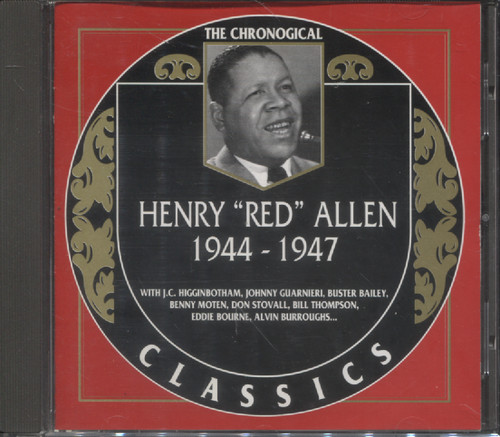 THE CHRONOGICAL
HENRY "RED" ALLEN
1944 - 1947
WITH J.C. HIGGINBOTHAM, JOHNNY GUARNIERI, BUSTER BAILEY,
BENNY MOTEN, DON STOVALL, BILL THOMPSON,
EDDIE BOURNE, ALVIN BURROUGHS...
CLASSICS